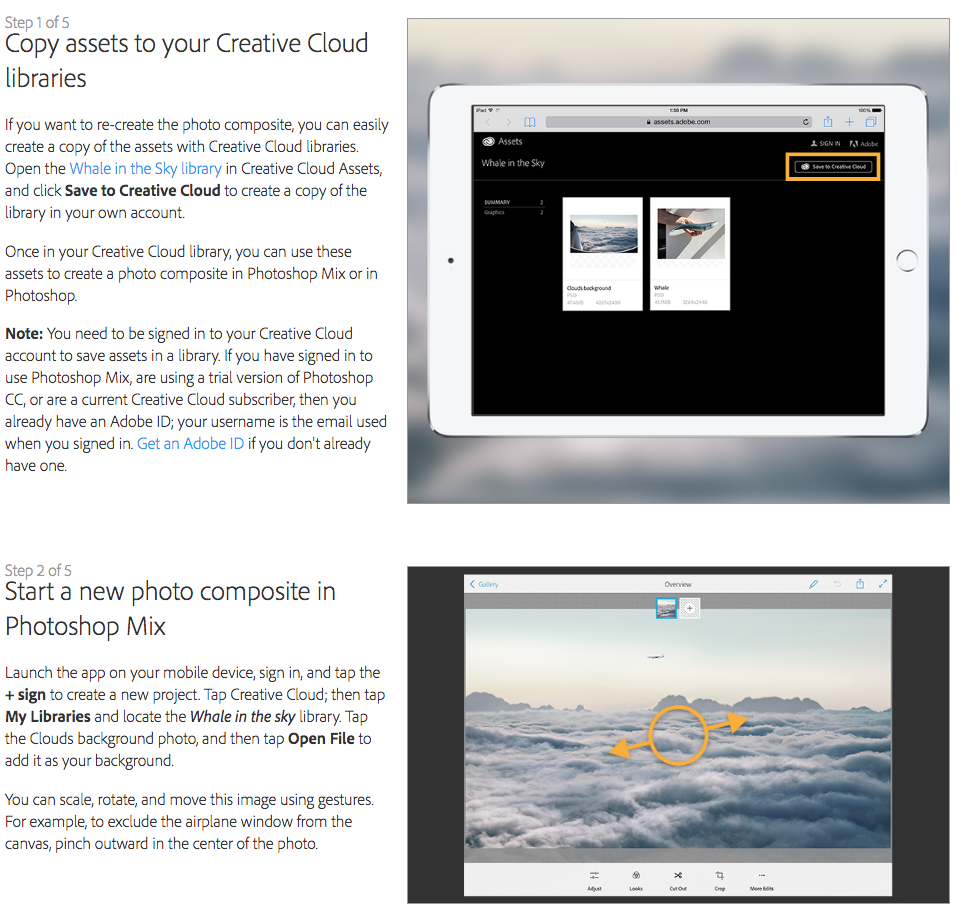 Step 1 of 5
Copy assets to your Creative Cloud
libraries
If you want to re-create the photo composite, you can easily
create a copy of the assets with Creative Cloud libraries.
Open the Whale in the Sky library in Creative Cloud Assets,
and click Save to Creative Cloud to create a copy of the
library in your own account.
Once in your Creative Cloud library, you can use these
assets to create a photo composite in Photoshop Mix or in
Photoshop.
Note: You need to be signed in to your Creative Cloud
account to save assets in a library. If you have signed in to
use Photoshop Mix, are using a trial version of Photoshop
CC, or are a current Creative Cloud subscriber, then you
already have an Adobe ID; your username is the email used
when you signed in. Get an Adobe ID if you don't already
have one.
iPad 1:30 PM 100%
assets.adobe.com
Assets SIGN IN Adobe
Whale in the Sky Save to Creative Cloud
SUMMARY 2
Graphics 2
Clouds background Whale
PSD PSD
Step 2 of 5
Start a new photo composite in
Photoshop Mix
Launch the app on your mobile device, sign in, and tap the
+ sign to create a new project. Tap Creative Cloud; then tap
My Libraries and locate the Whale in the sky library. Tap
the Clouds background photo, and then tap Open File to
add it as your background.
You can scale, rotate, and move this image using gestures.
For example, to exclude the airplane window from the
canvas, pinch outward in the center of the photo.
Gallery Overview
Adjust Looks Cut Out Crop More Edits